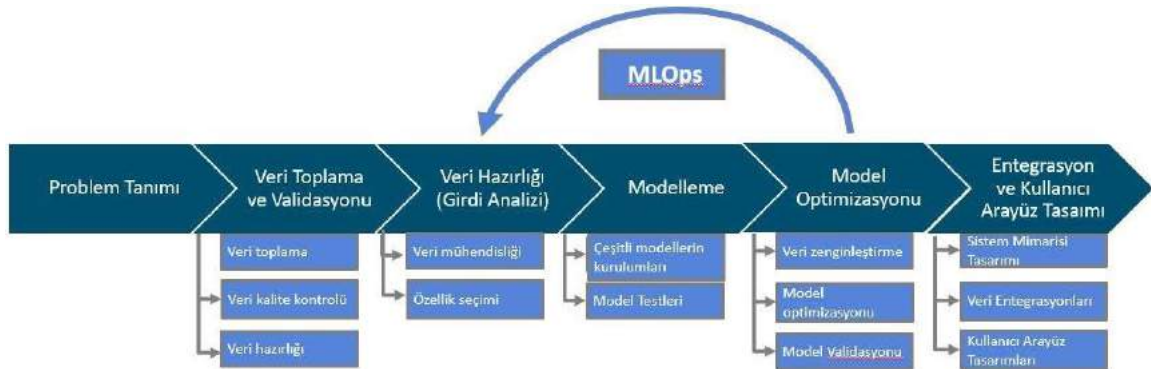 MLOps
Problem Tanımı
Veri Toplama
ve Validasyonu
Veri Hazırlığı
(Girdi Analizi)
Modelleme
Model
Optimizasyonu
Entegrasyon
ve Kullanıcı
Arayüz Tasaımı
Veri toplama
Veri kalite kontrolü
Veri hazırlığı
Veri mühendisliği
Özellik seçimi
Çeşitli modellerin
kurulumları
Model Testleri
Veri zenginleştirme
Model
optimizasyonu
Model Validasyonu
Sistem Mimarisi
Tasarımı
Veri Entegrasyonları
Kullanıcı Arayüz
Tasarımları